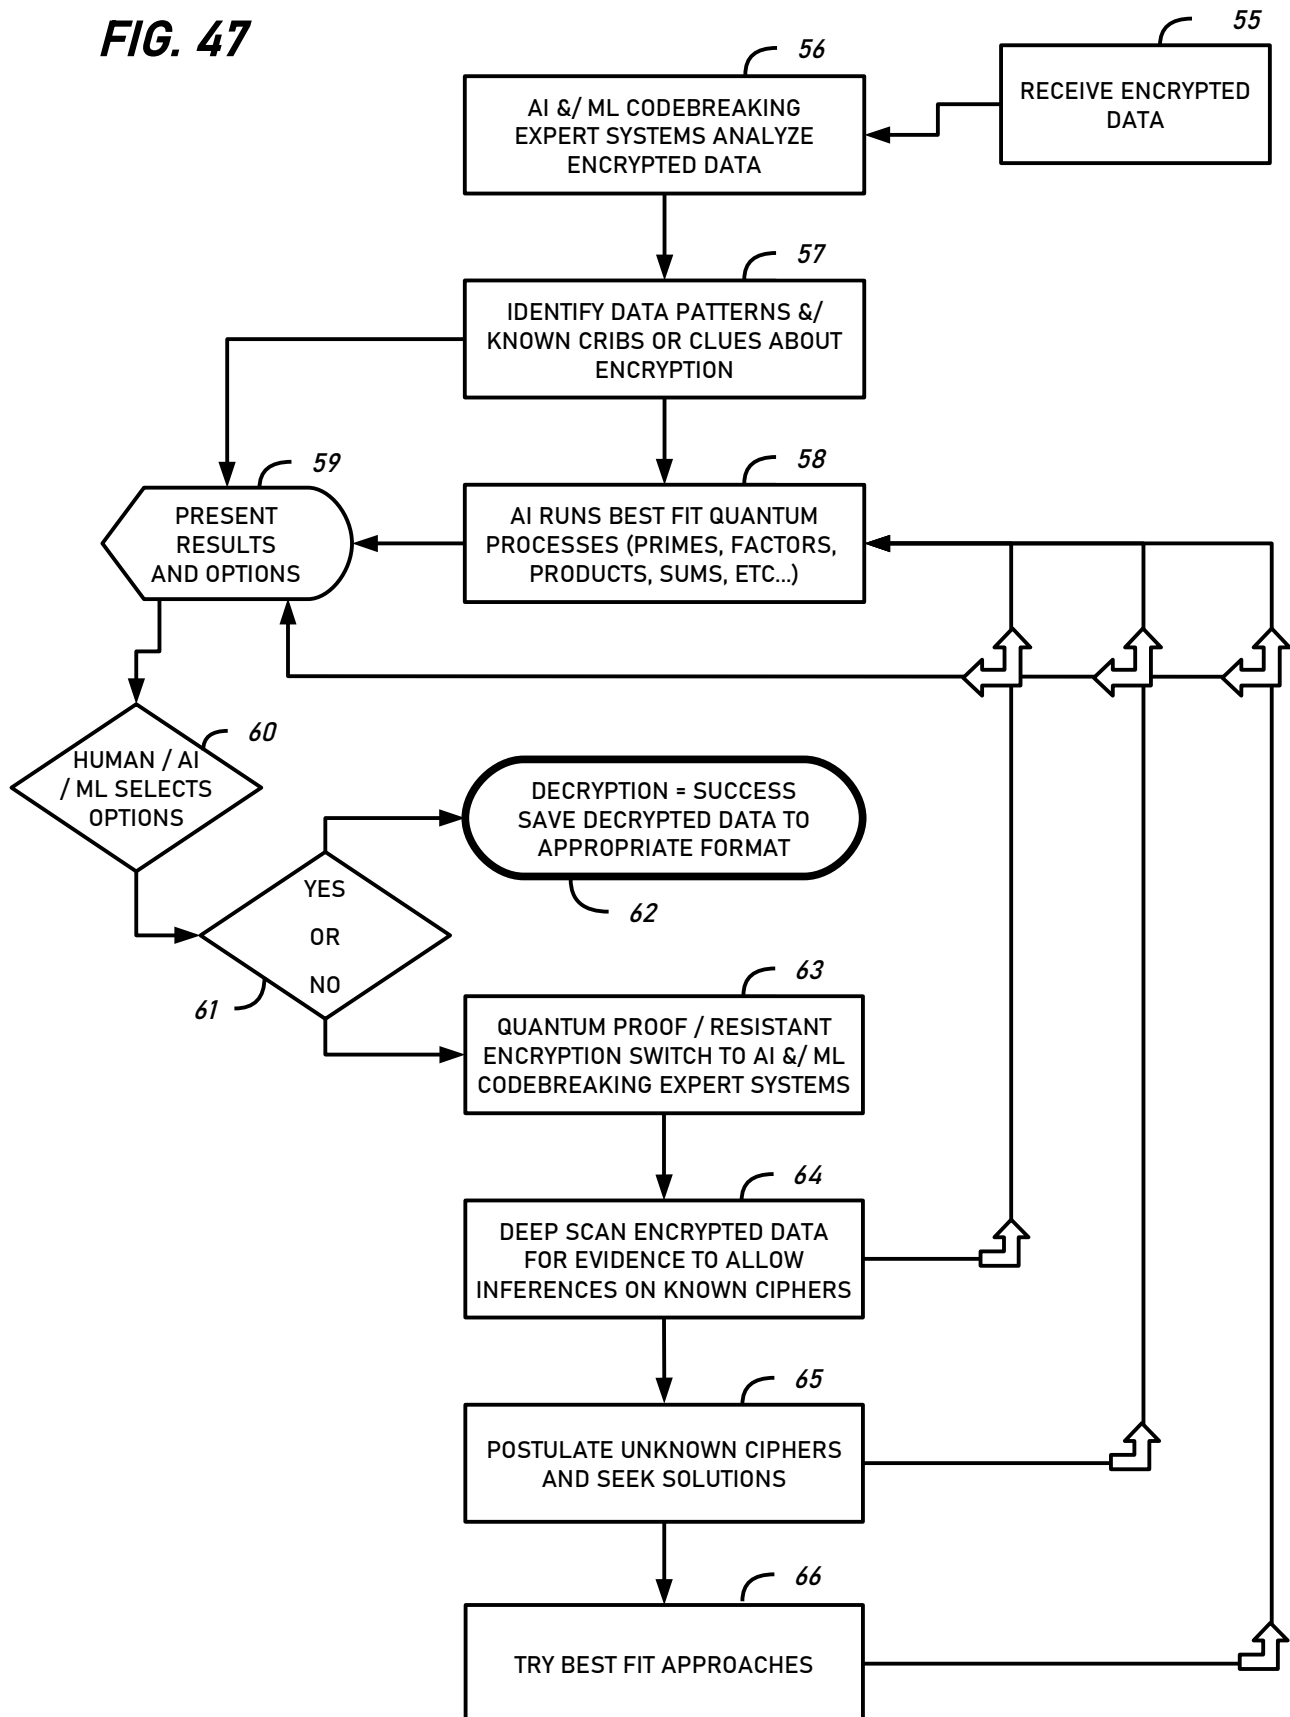 FIG. 47
55
RECEIVE ENCRYPTED
DATA
56
AI &/ ML CODEBREAKING
EXPERT SYSTEMS ANALYZE
ENCRYPTED DATA
57
IDENTIFY DATA PATTERNS &/
KNOWN CRIBS OR CLUES ABOUT
ENCRYPTION
58
AI RUNS BEST FIT QUANTUM
PROCESSES (PRIMES, FACTORS,
PRODUCTS, SUMS, ETC...)
59
PRESENT
RESULTS
AND OPTIONS
60
HUMAN / AI
/ ML SELECTS
OPTIONS
61
YES
OR
NO
DECRYPTION = SUCCESS
SAVE DECRYPTED DATA TO
APPROPRIATE FORMAT
62
63
QUANTUM PROOF / RESISTANT
ENCRYPTION SWITCH TO AI &/ ML
CODEBREAKING EXPERT SYSTEMS
64
DEEP SCAN ENCRYPTED DATA
FOR EVIDENCE TO ALLOW
INFERENCES ON KNOWN CIPHERS
65
POSTULATE UNKNOWN CIPHERS
AND SEEK SOLUTIONS
66
TRY BEST FIT APPROACHES